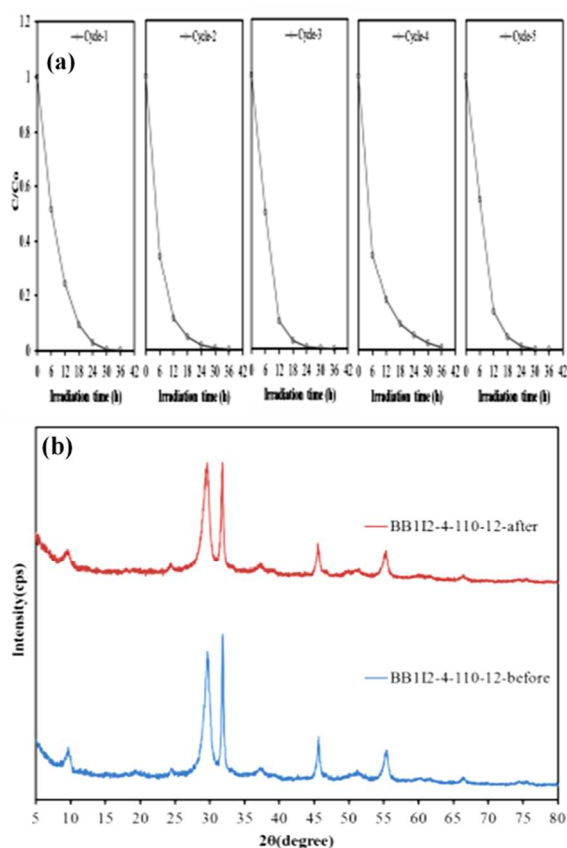 (a)
Cycle-1
Cycle-2
Cycle-3
Cycle-4
Cycle-5
1.2
1
0.8
0.6
0.4
0.2
0
C/Co
0 6 12 18 24 30 36 42
0 6 12 18 24 30 36 42
0 6 12 18 24 30 36 42
0 6 12 18 24 30 36 42
0 6 12 18 24 30 36 42
Irradiation time (h)
Irradiation time (h)
Irradiation time (h)
Irradiation time (h)
Irradiation time (h)
(b)
BB1I2-4-110-12-after
BB1I2-4-110-12-before
Intensity(cps)
5 10 15 20 25 30 35 40 45 50 55 60 65 70 75 80
2θ(degree)